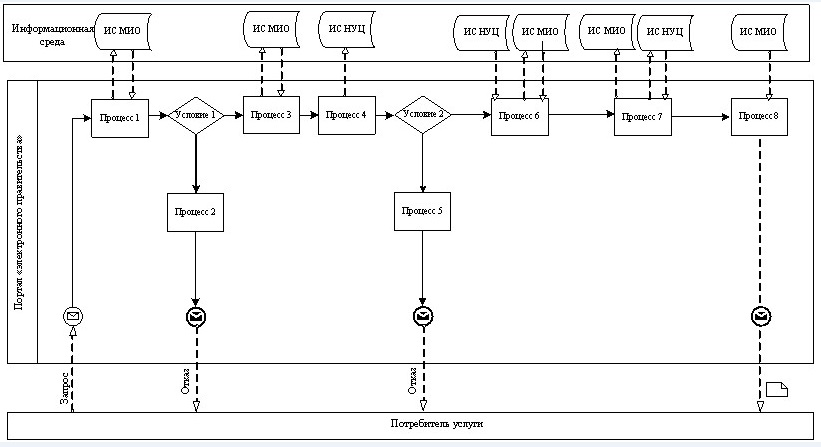 Информационная
среда
ИС МИО
ИС МИО
ИС НУЦ
ИС НУЦ
ИС МИО
ИС МИО
ИС НУЦ
ИС МИО
Портал «электронного правительства»
Процесс 1
Условие 1
Процесс 3
Процесс 4
Условие 2
Процесс 6
Процесс 7
Процесс 8
Процесс 2
Процесс 5
Запрос
Отказ
Отказ
Потребитель услуги